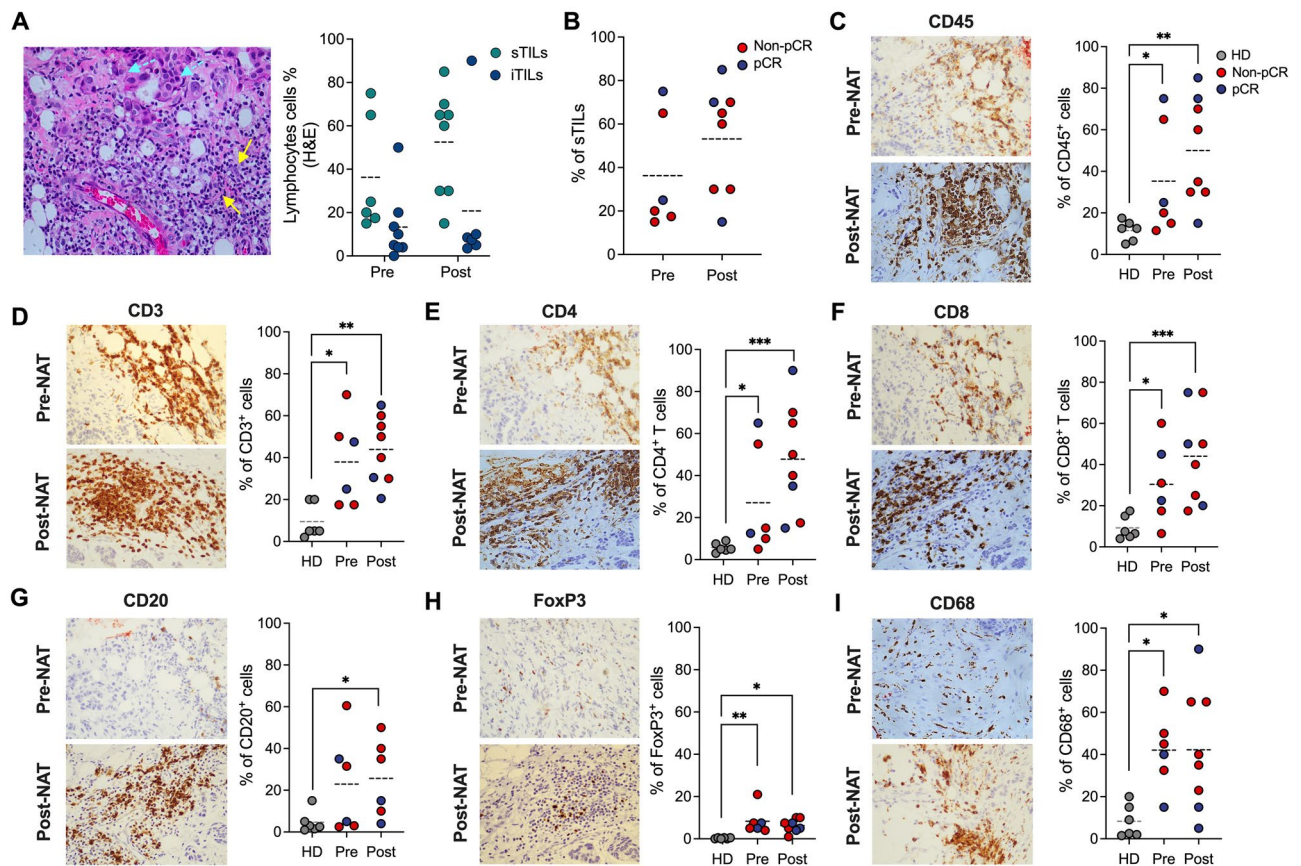 A
Lymphocytes cells %
(H&E)
100
80
60
40
20
0
Pre
Post
sTILs
iTILs
B
% of sTILs
100
80
60
40
20
0
Pre
Post
Non-pCR
pCR
C
CD45
Pre-NAT
Post-NAT
% of CD45+ cells
100
80
60
40
20
0
**
*
HD
Pre
Post
HD
Non-pCR
pCR
D
CD3
Pre-NAT
Post-NAT
% of CD3+ cells
100
80
60
40
20
0
**
*
HD
Pre
Post
E
CD4
Pre-NAT
Post-NAT
% of CD4+ T cells
100
80
60
40
20
0
***
*
HD
Pre
Post
F
CD8
Pre-NAT
Post-NAT
% of CD8+ T cells
100
80
60
40
20
0
***
*
HD
Pre
Post
G
CD20
Pre-NAT
Post-NAT
% of CD20+ cells
100
80
60
40
20
0
*
HD
Pre
Post
H
FoxP3
Pre-NAT
Post-NAT
% of FoxP3+ cells
100
80
60
40
20
0
*
**
HD
Pre
Post
I
CD68
Pre-NAT
Post-NAT
% of CD68+ cells
100
80
60
40
20
0
*
*
HD
Pre
Post